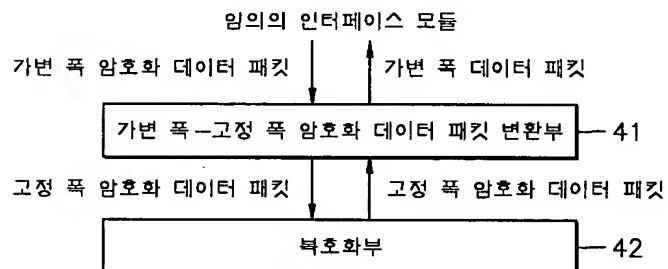 임의의 인터페이스 모듈
가변 폭 암호화 데이터 패킷
가변 폭 데이터 패킷
가변 폭-고정 폭 암호화 데이터 패킷 변환부
41
고정 폭 암호화 데이터 패킷
고정 폭 암호화 데이터 패킷
복호화부
42